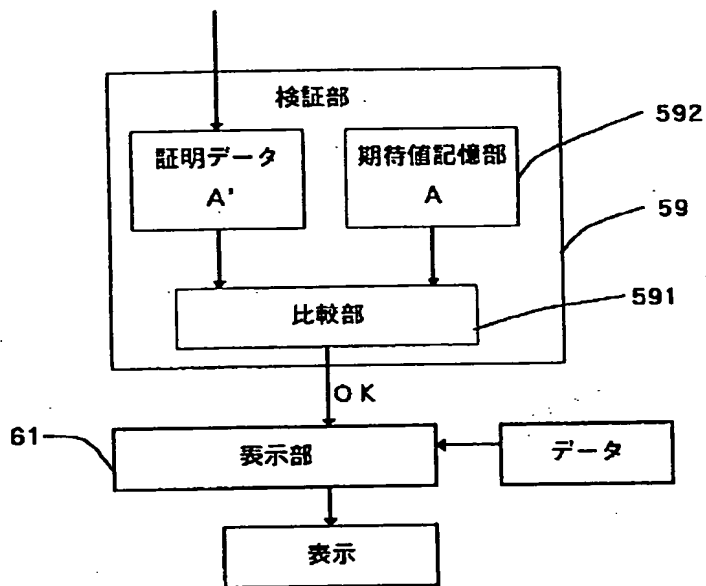 検証部
592
証明データ
A'
期待値記憶部
A
59
比較部
591
OK
61
表示部
データ
表示